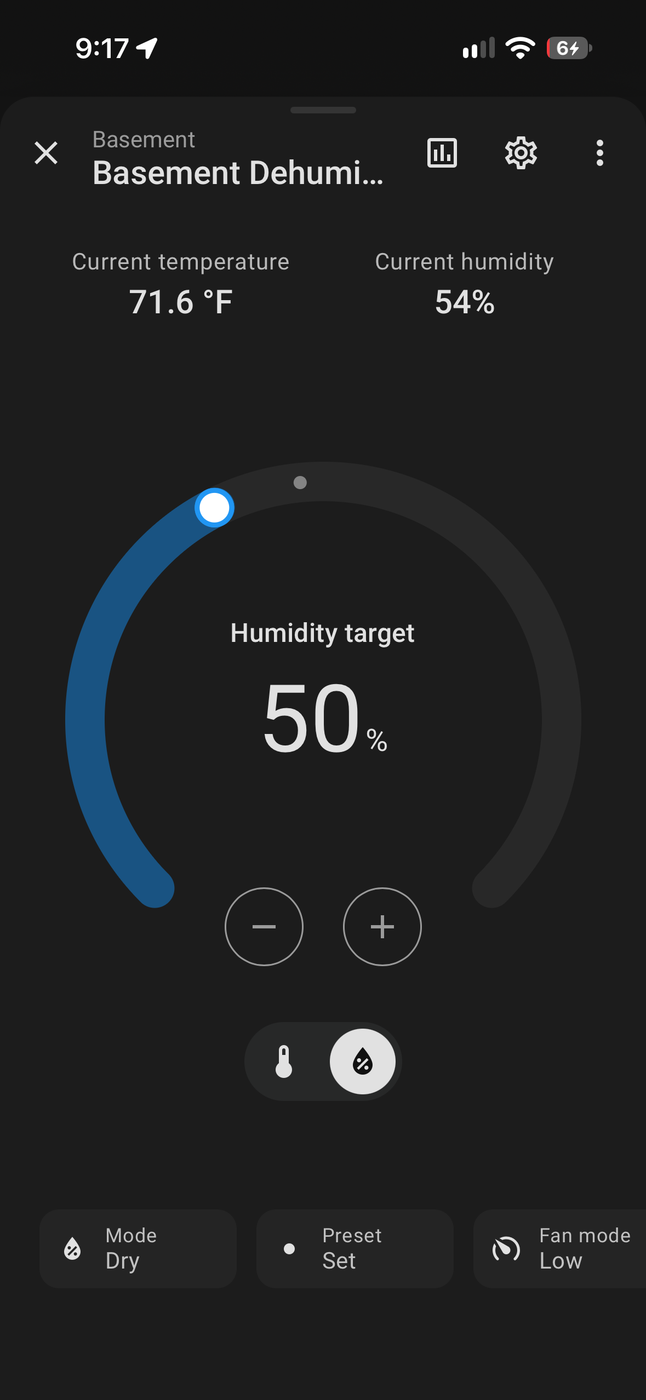 9:17
6
Basement
Basement Dehumi...
Current temperature
71.6 °F
Current humidity
54%
Humidity target
50 %
Mode
Dry
Preset
Set
Fan mode
Low